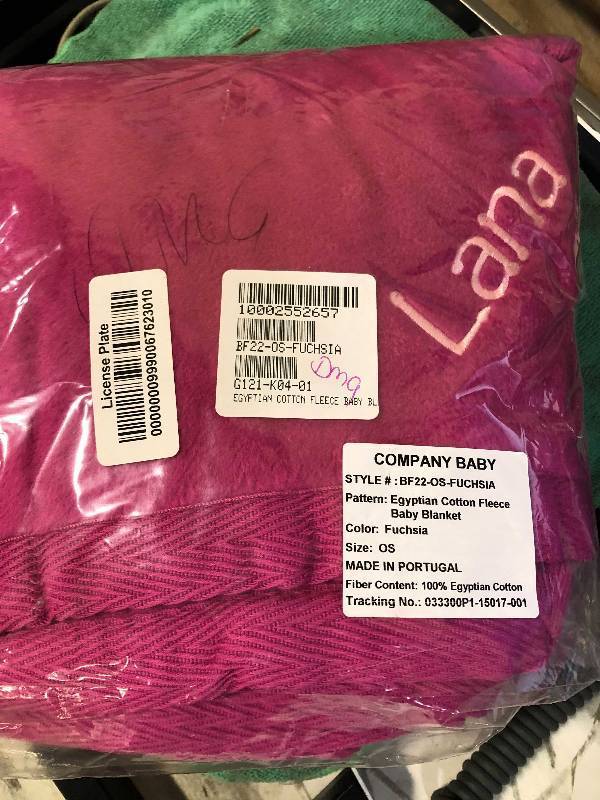 Lana
DMG
License Plate
00000009990067623010
10002552657
BF22-OS-FUCHSIA
Dmg
G121-K04-01
EGYPTIAN COTTON FLEECE BABY BL
COMPANY BABY
STYLE # : BF22-OS-FUCHSIA
Pattern: Egyptian Cotton Fleece
Baby Blanket
Color: Fuchsia
Size: OS
MADE IN PORTUGAL
Fiber Content: 100% Egyptian Cotton
Tracking No.: 033300P1-15017-001